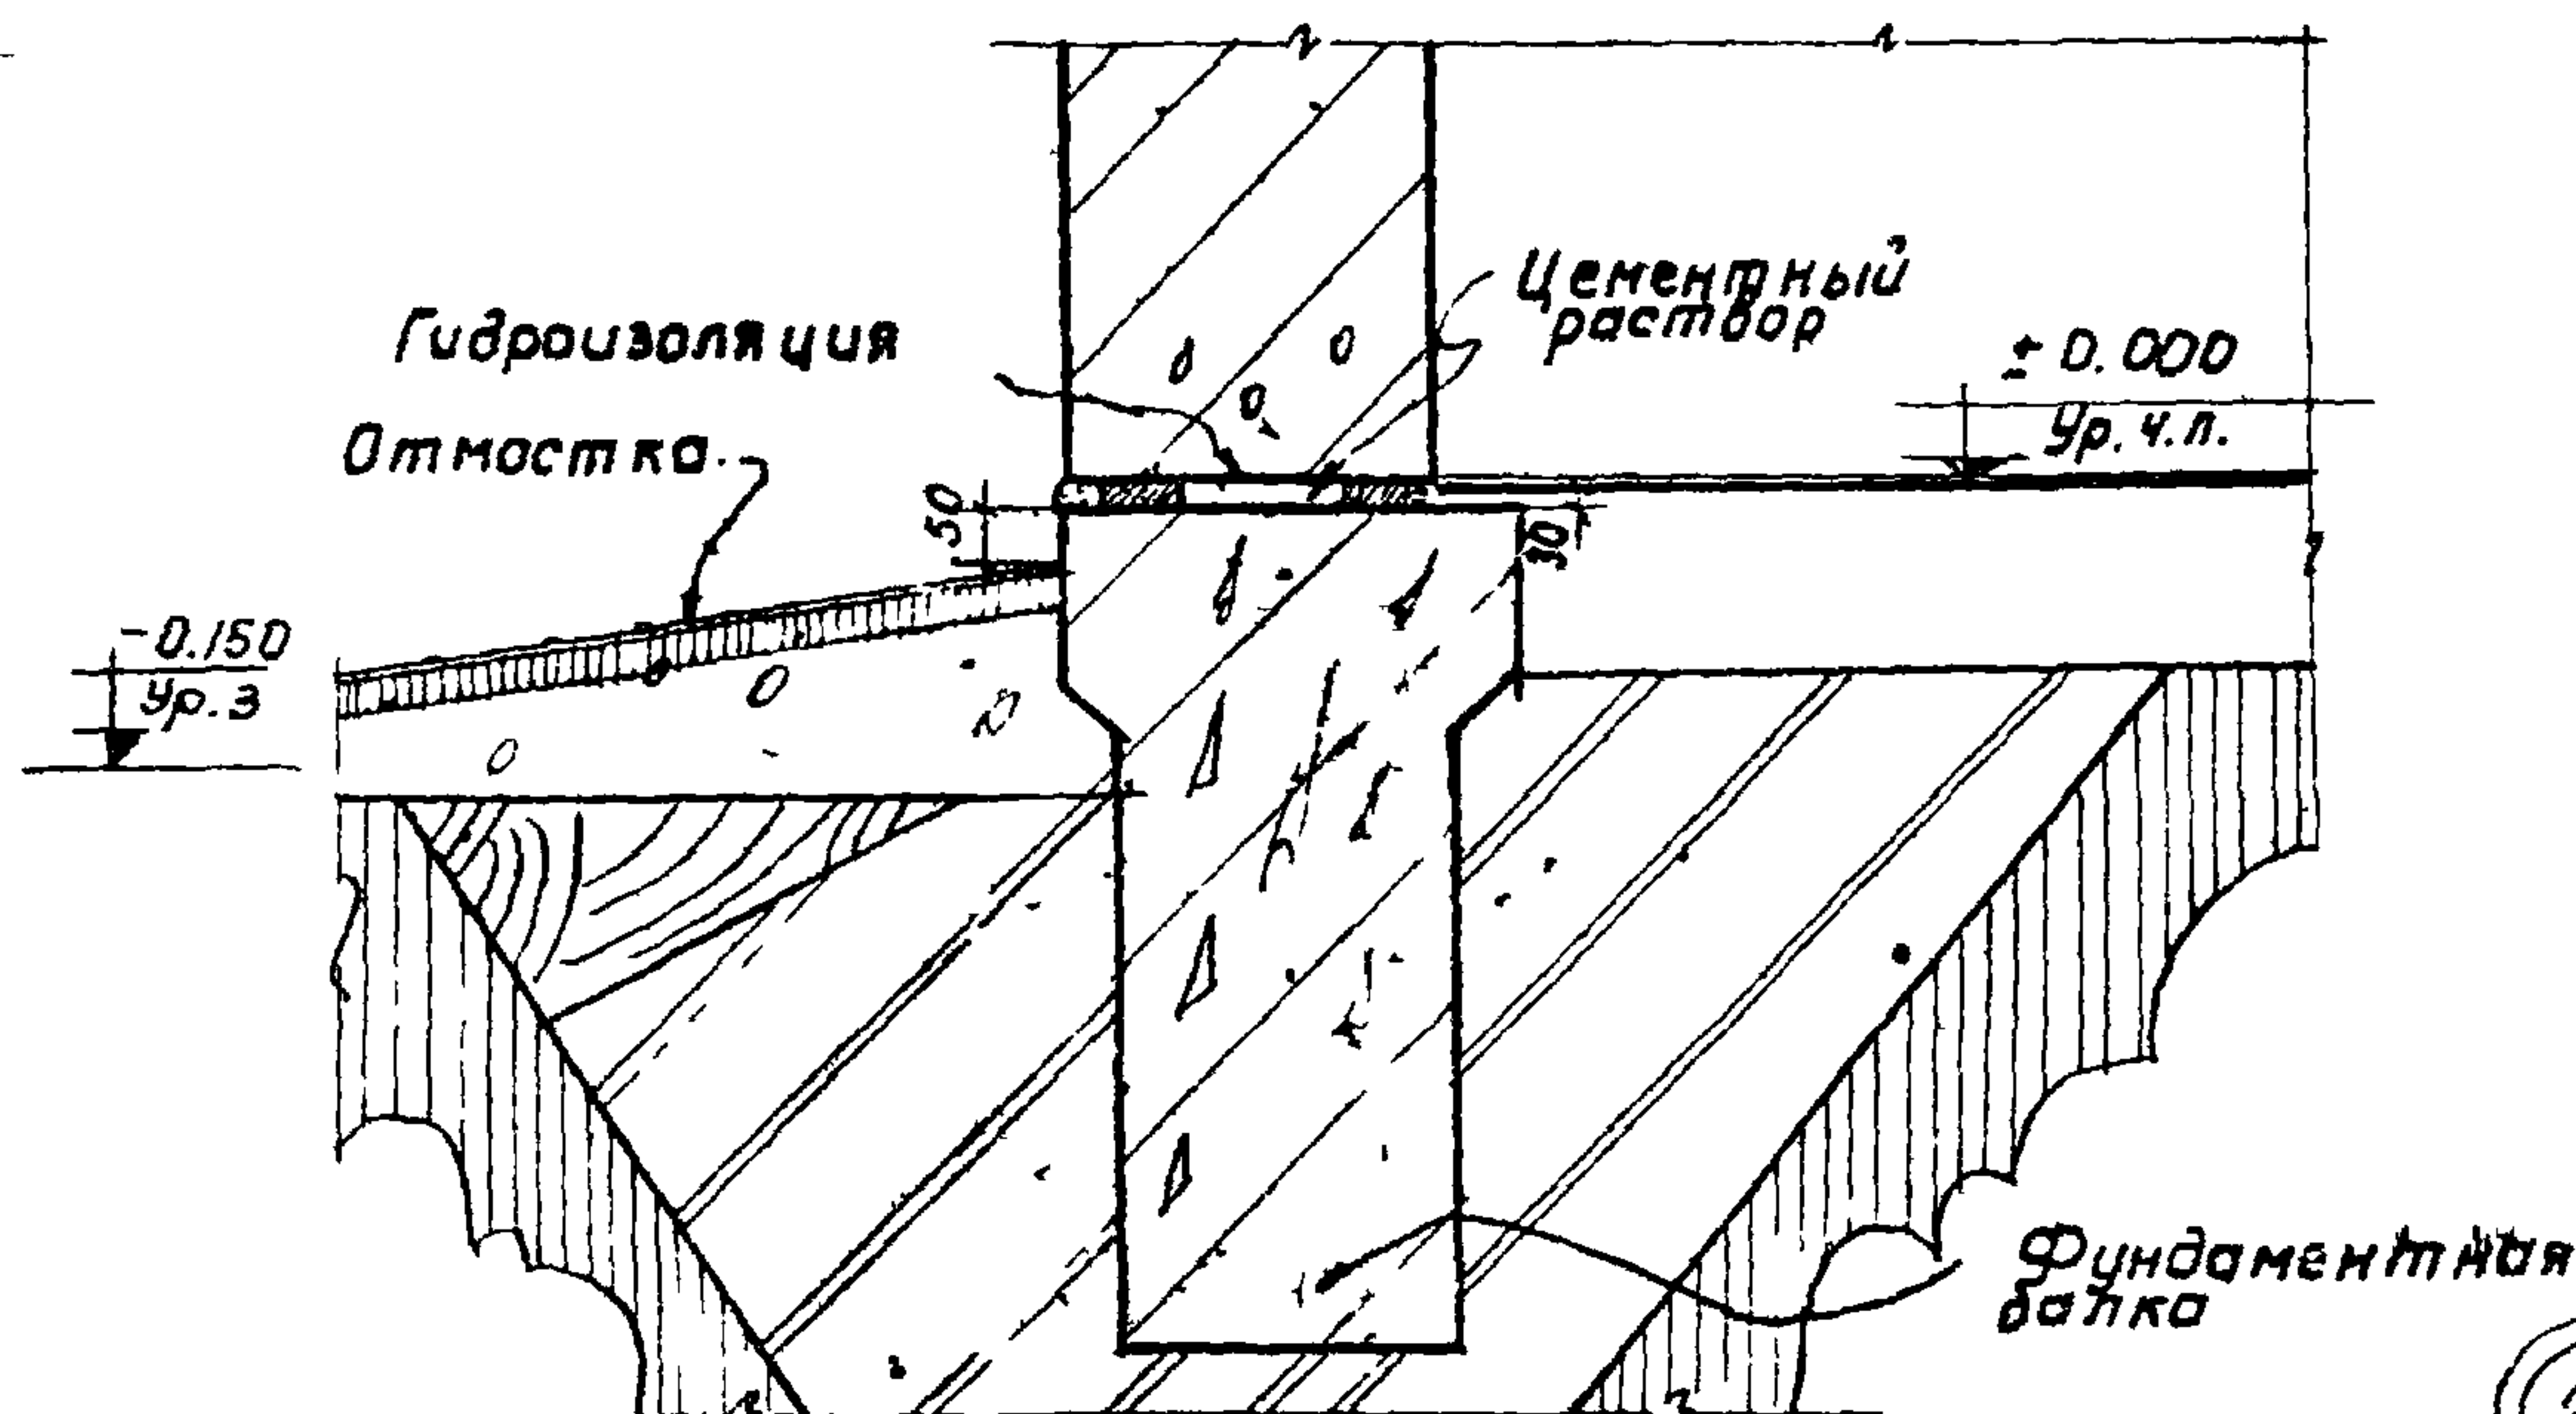 Цементный
раствор
Гидроизоляция
± 0.000
Ур. ч.п.
Отмостка
50
30
-0.150
Ур. з
Фундаментная
балка